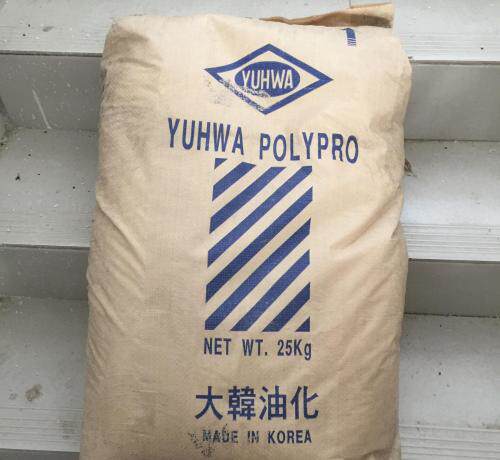 YUHWA
YUHWA POLYPRO
NET WT. 25Kg
大韓油化
MADE IN KOREA